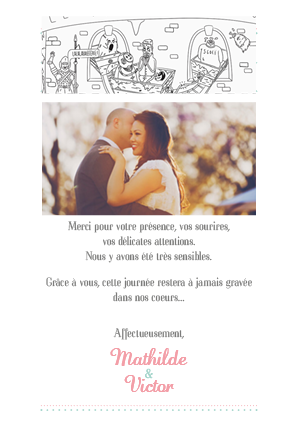 Merci pour votre présence, vos sourires,
vos délicates attentions.
Nous y avons été très sensibles.
Grâce à vous, cette journée restera à jamais gravée
dans nos coeurs...
Affectueusement,
Mathilde
&
Victor